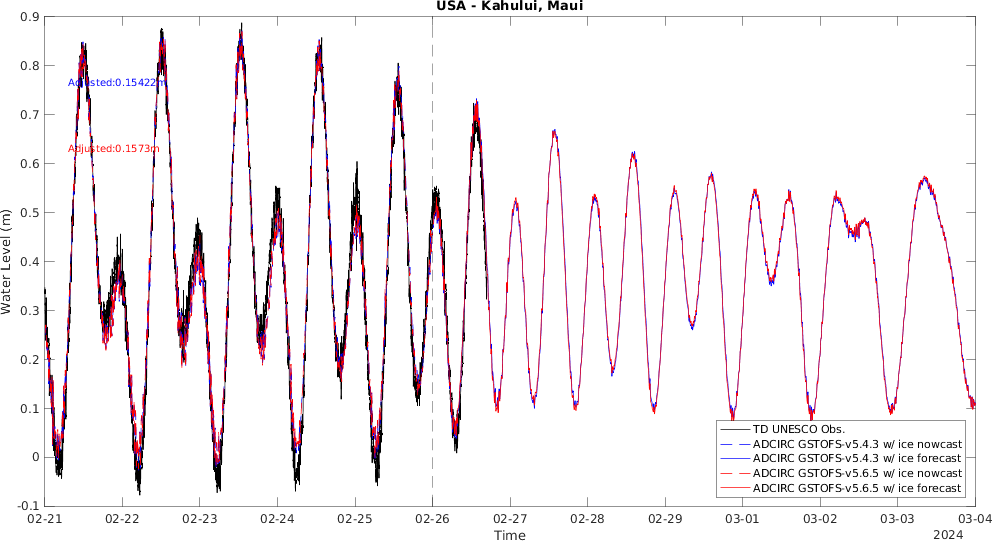 USA - Kahului, Maui
Water Level (m)
0.9
0.8
0.7
0.6
0.5
0.4
0.3
0.2
0.1
0
-0.1
Adjusted:0.15422m
Adjusted:0.1573m
TD UNESCO Obs.
ADCIRC GSTOFS-v5.4.3 w/ ice nowcast
ADCIRC GSTOFS-v5.4.3 w/ ice forecast
ADCIRC GSTOFS-v5.6.5 w/ ice nowcast
ADCIRC GSTOFS-v5.6.5 w/ ice forecast
02-21 02-22 02-23 02-24 02-25 02-26 02-27 02-28 02-29 03-01 03-02 03-03 03-04
Time
2024